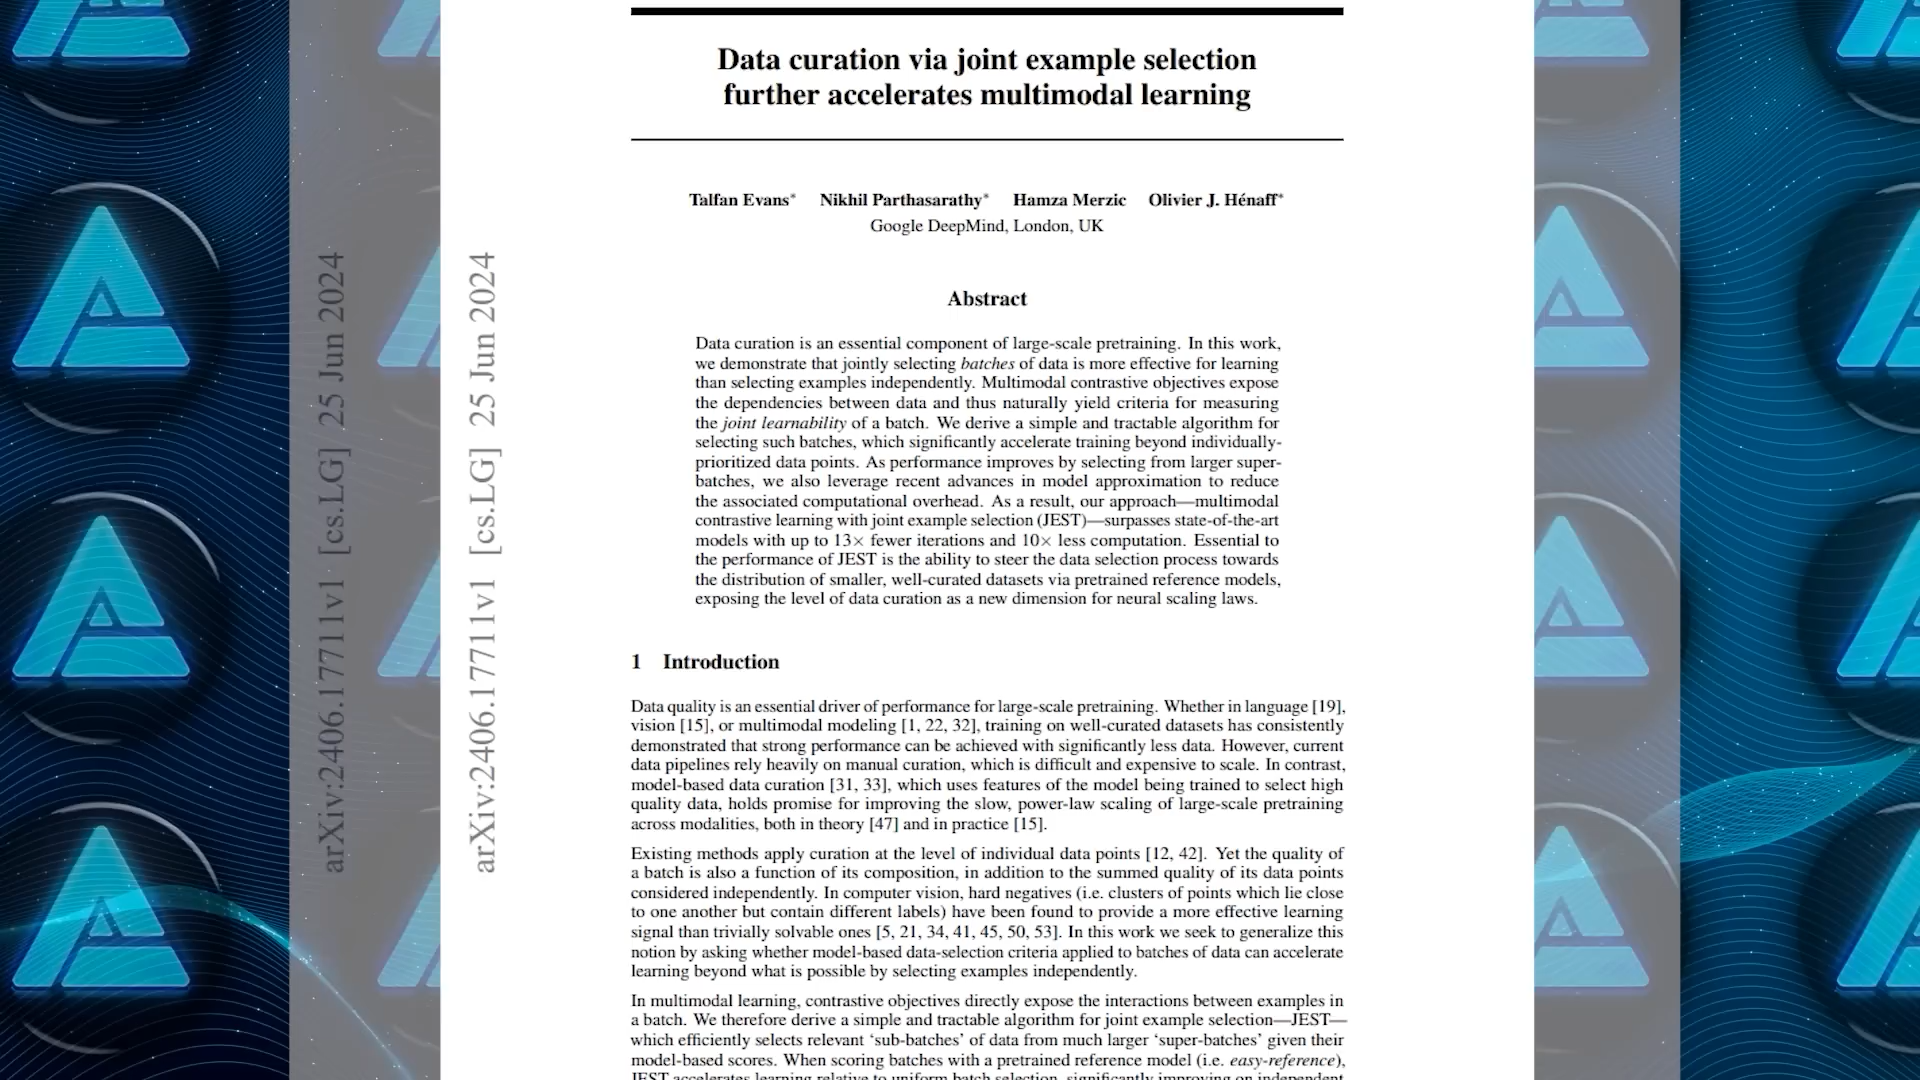 Data curation via joint example selection
further accelerates multimodal learning
Talfan Evans* Nikhil Parthasarathy* Hamza Merzic Olivier J. Hénaff*
Google DeepMind, London, UK
Abstract
Data curation is an essential component of large-scale pretraining. In this work,
we demonstrate that jointly selecting batches of data is more effective for learning
than selecting examples independently. Multimodal contrastive objectives expose
the dependencies between data and thus naturally yield criteria for measuring
the joint learnability of a batch. We derive a simple and tractable algorithm for
selecting such batches, which significantly accelerate training beyond individually-
prioritized data points. As performance improves by selecting from larger super-
batches, we also leverage recent advances in model approximation to reduce
the associated computational overhead. As a result, our approach—multimodal
contrastive learning with joint example selection (JEST)—surpasses state-of-the-art
models with up to 13× fewer iterations and 10× less computation. Essential to
the performance of JEST is the ability to steer the data selection process towards
the distribution of smaller, well-curated datasets via pretrained reference models,
exposing the level of data curation as a new dimension for neural scaling laws.
1 Introduction
Data quality is an essential driver of performance for large-scale pretraining. Whether in language [19],
vision [15], or multimodal modeling [1, 22, 32], training on well-curated datasets has consistently
demonstrated that strong performance can be achieved with significantly less data. However, current
data pipelines rely heavily on manual curation, which is difficult and expensive to scale. In contrast,
model-based data curation [31, 33], which uses features of the model being trained to select high
quality data, holds promise for improving the slow, power-law scaling of large-scale pretraining
across modalities, both in theory [47] and in practice [15].
Existing methods apply curation at the level of individual data points [12, 42]. Yet the quality of
a batch is also a function of its composition, in addition to the summed quality of its data points
considered independently. In computer vision, hard negatives (i.e. clusters of points which lie close
to one another but contain different labels) have been found to provide a more effective learning
signal than trivially solvable ones [5, 21, 34, 41, 45, 50, 53]. In this work we seek to generalize this
notion by asking whether model-based data-selection criteria applied to batches of data can accelerate
learning beyond what is possible by selecting examples independently.
In multimodal learning, contrastive objectives directly expose the interactions between examples in
a batch. We therefore derive a simple and tractable algorithm for joint example selection—JEST—
which efficiently selects relevant ‘sub-batches’ of data from much larger ‘super-batches’ given their
model-based scores. When scoring batches with a pretrained reference model (i.e. easy-reference),
JEST accelerates learning relative to uniform batch selection, significantly improving on independent
arXiv:2406.17711v1 [cs.LG] 25 Jun 2024
arXiv:2406.17711v1 [cs.LG] 25 Jun 2024